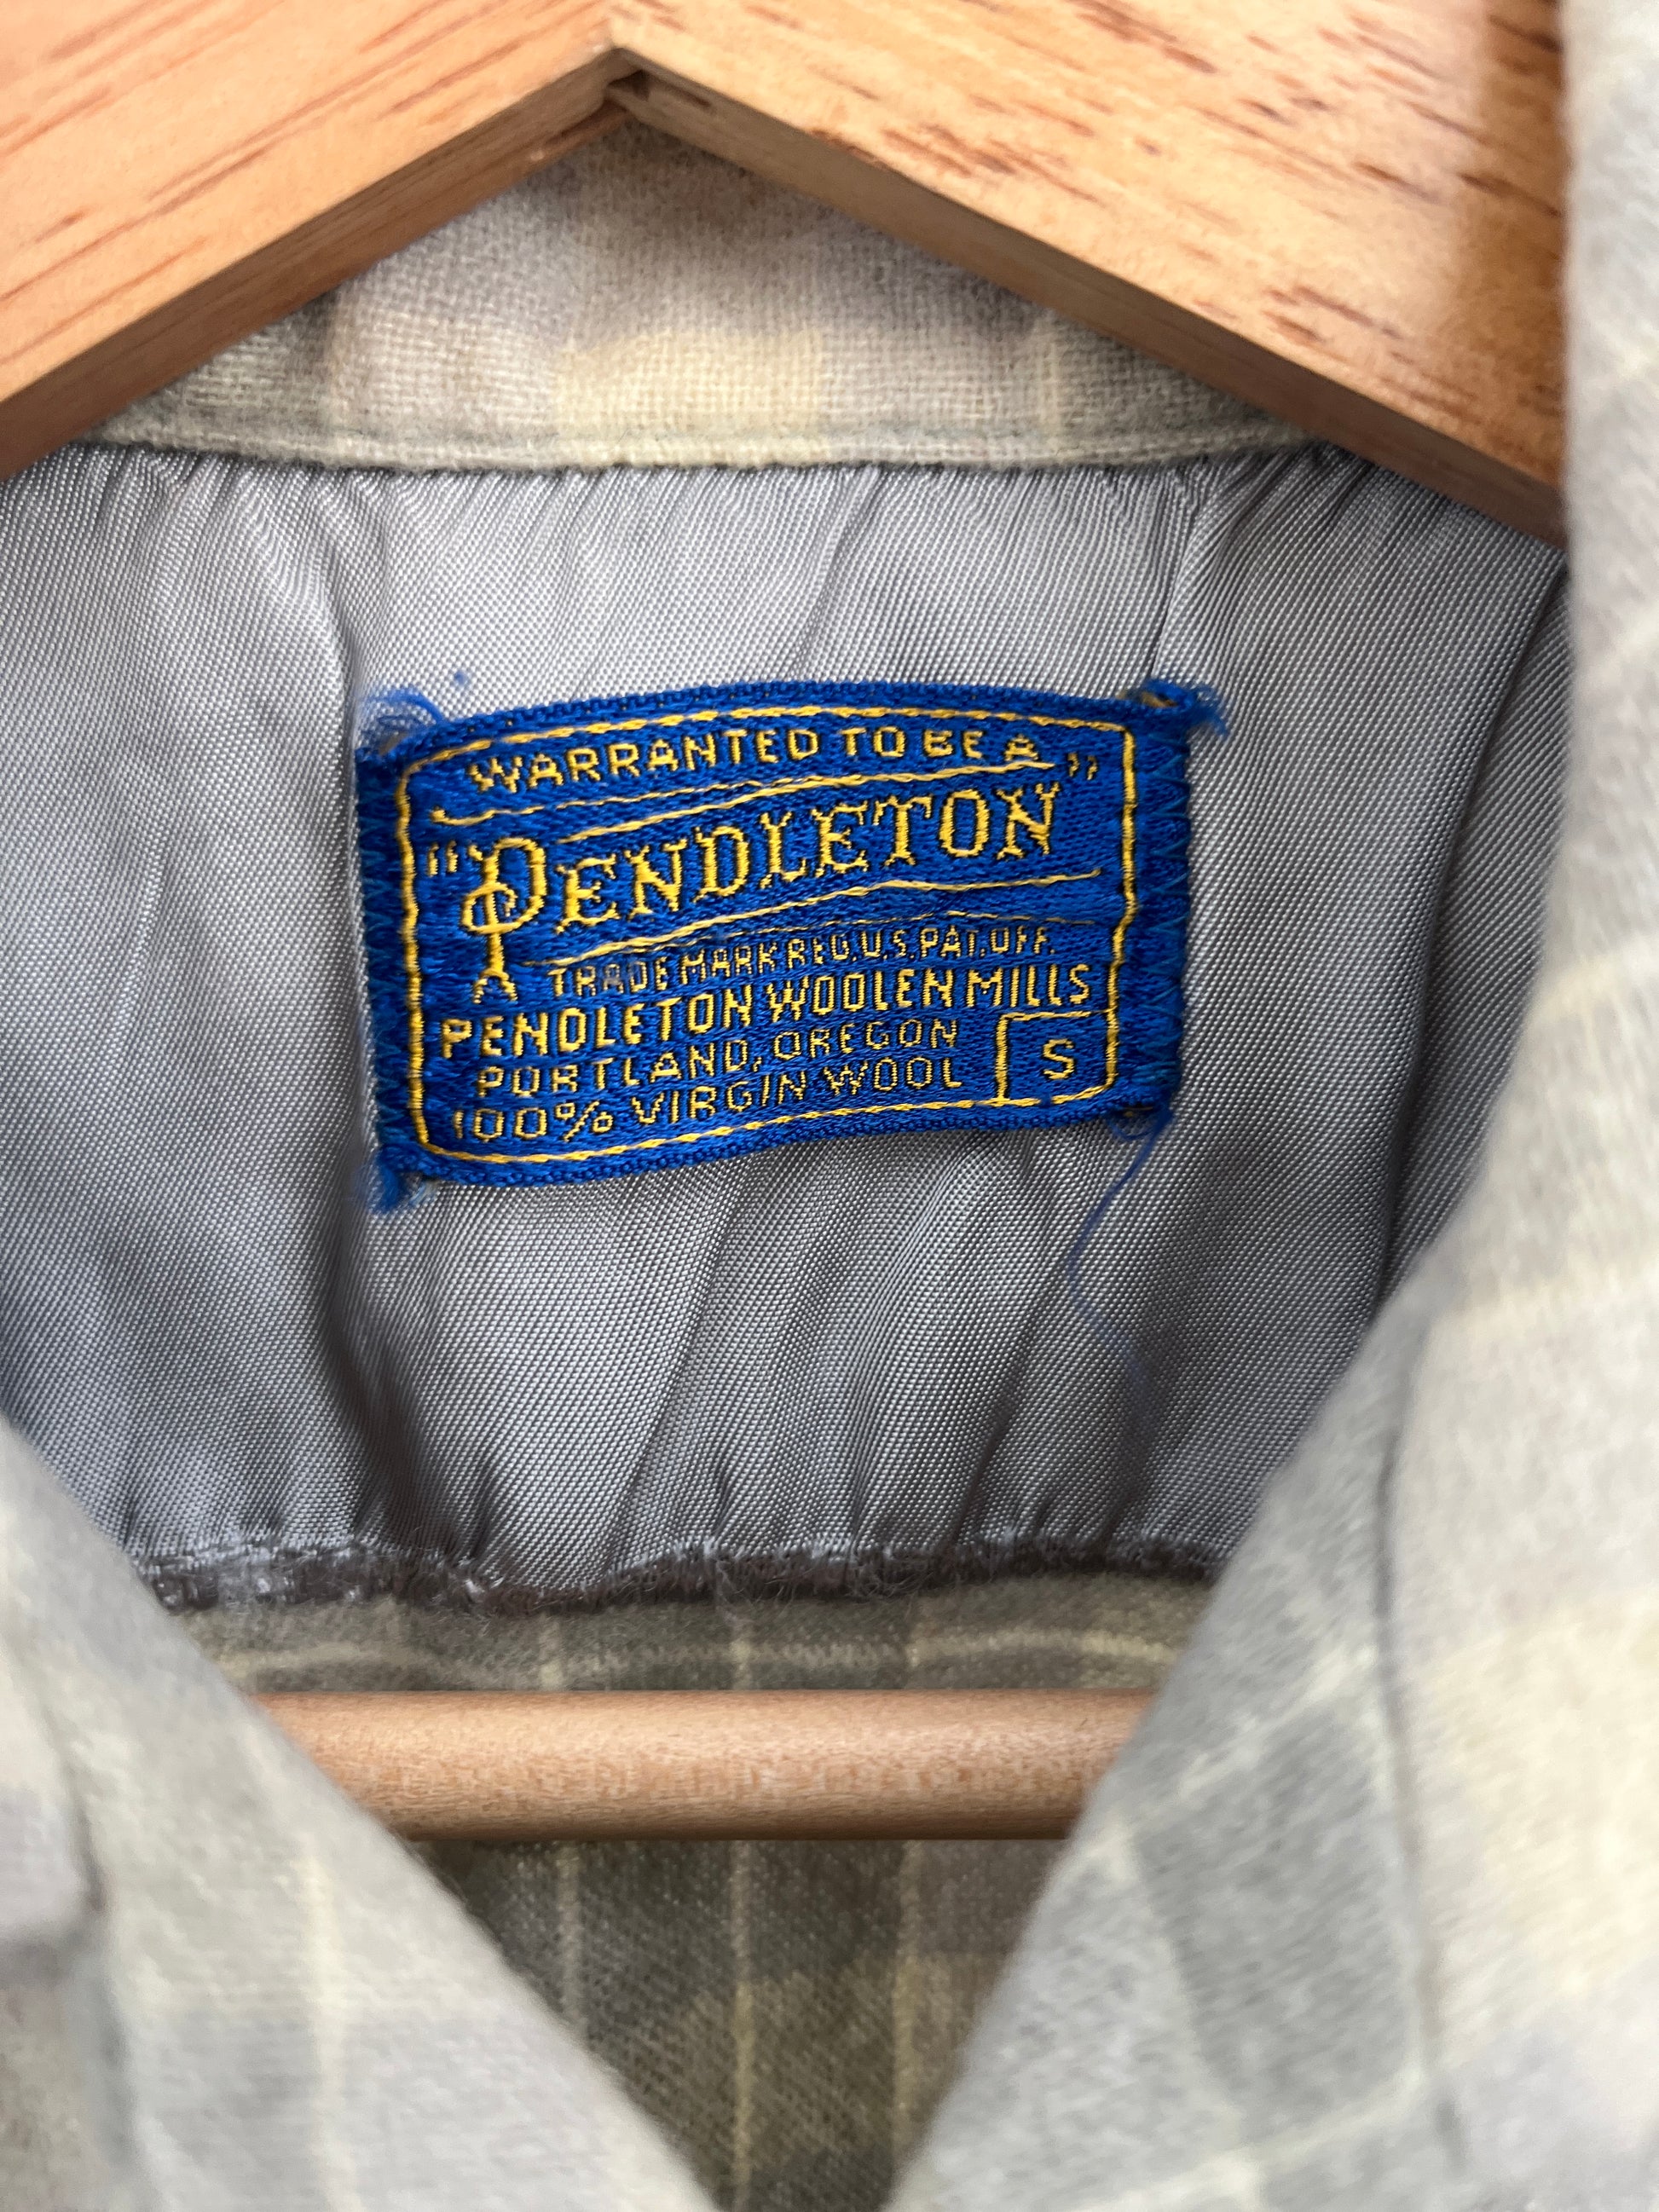 WARRANTED TO BE A
"PENDLETON"
TRADE MARK REG. U.S. PAT. OFF.
PENDLETON WOOLEN MILLS
PORTLAND, OREGON
100% VIRGIN WOOL
S